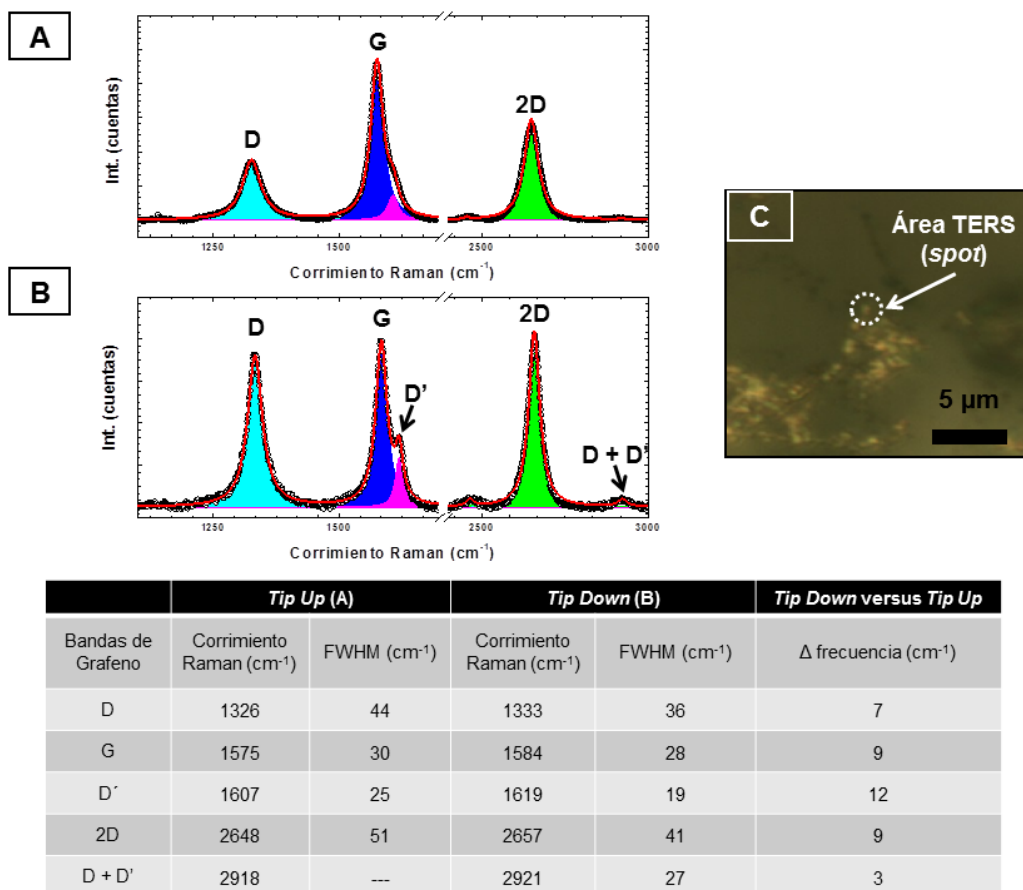 A
Int. (cuentas)
D
G
2D
1250 1500 2500 3000
Corrimiento Raman (cm-1)
B
Int. (cuentas)
D
G
D’
2D
D + D’
1250 1500 2500 3000
Corrimiento Raman (cm-1)
C
Área TERS
(spot)
5 µm
Tip Up (A) Tip Down (B) Tip Down versus Tip Up
Bandas de
Grafeno
Corrimiento
Raman (cm-1)
FWHM (cm-1)
Corrimiento
Raman (cm-1)
FWHM (cm-1)
Δ frecuencia (cm-1)
D 1326 44 1333 36 7
G 1575 30 1584 28 9
D´ 1607 25 1619 19 12
2D 2648 51 2657 41 9
D + D’ 2918 --- 2921 27 3